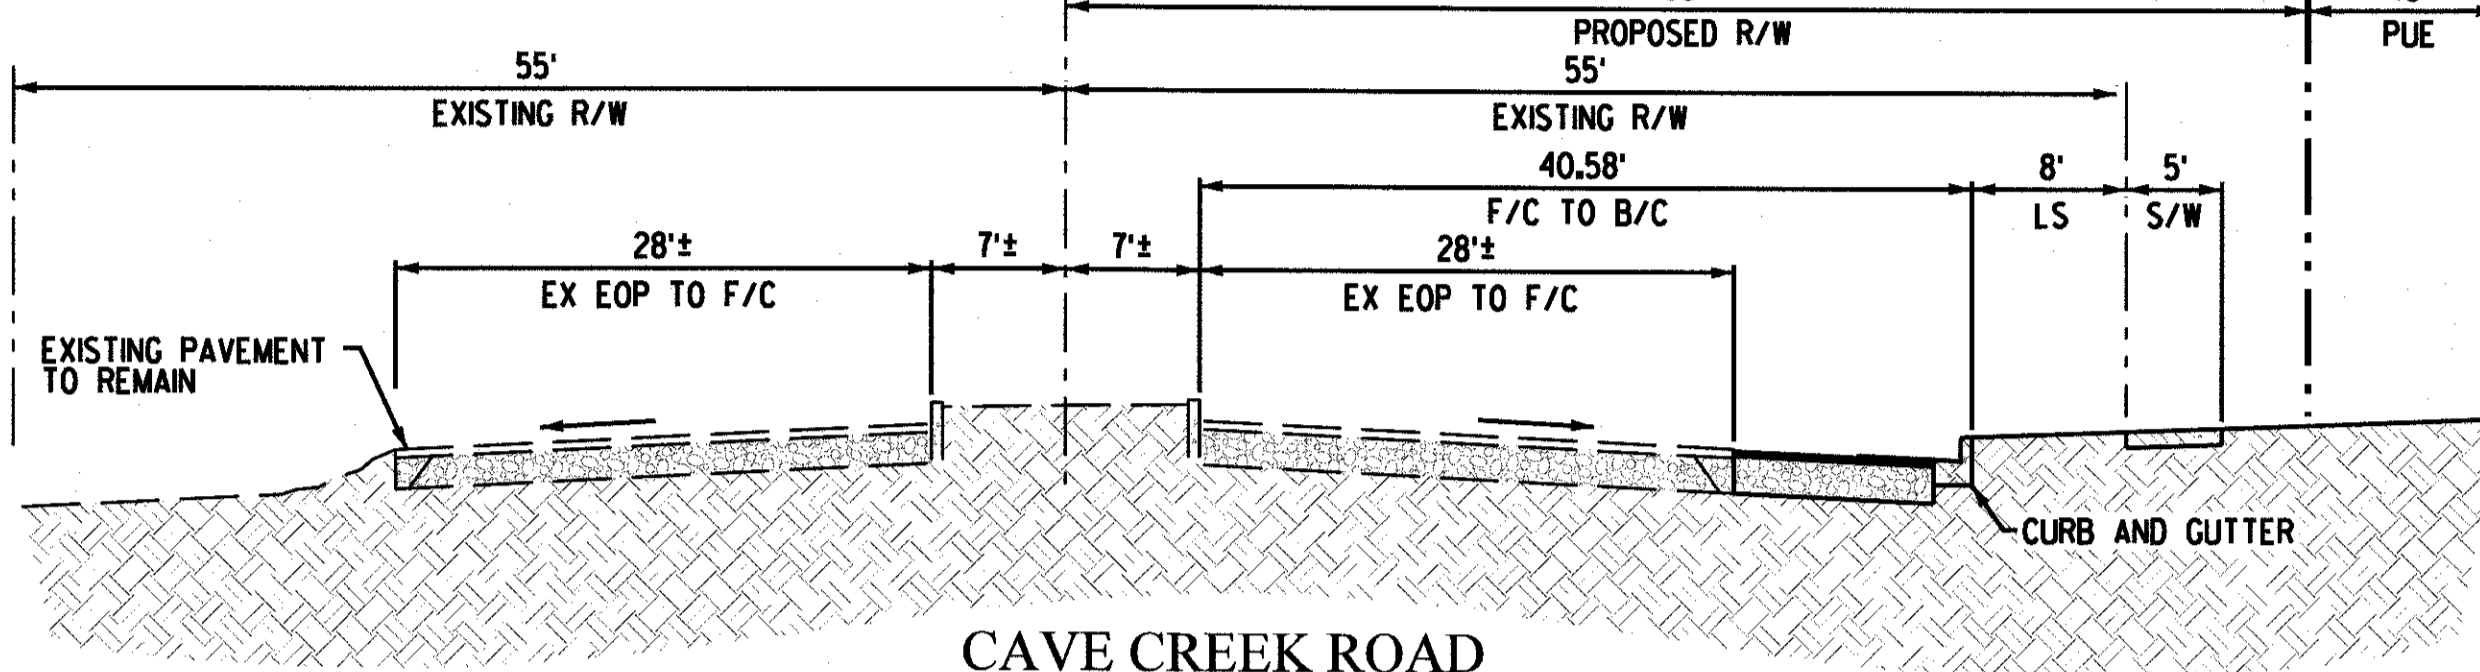 PROPOSED R/W
PUE
55'
55'
EXISTING R/W
EXISTING R/W
40.58'
8'
5'
F/C TO B/C
LS
S/W
28'±
7'±
7'±
28'±
EX EOP TO F/C
EX EOP TO F/C
EXISTING PAVEMENT
TO REMAIN
CURB AND GUTTER
CAVE CREEK ROAD